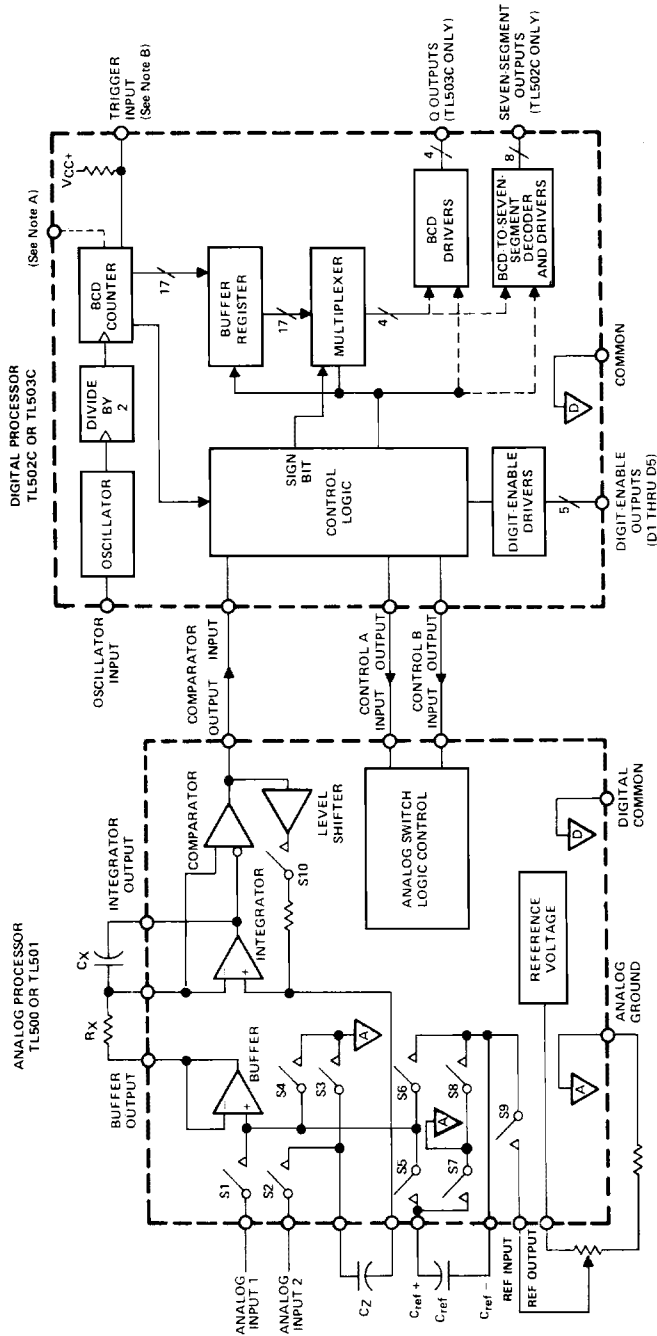 ANALOG PROCESSOR
TL500 OR TL501
DIGITAL PROCESSOR
TL502C OR TL503C
BUFFER
OUTPUT
RX
CX
INTEGRATOR
OUTPUT
ANALOG
INPUT 1
ANALOG
INPUT 2
CZ
Cref +
Cref
Cref −
REF INPUT
REF OUTPUT
S1
S2
BUFFER
−
+
S4
S3
A
S5
S6
A
S7
S8
S9
INTEGRATOR
−
+
COMPARATOR
S10
LEVEL
SHIFTER
ANALOG SWITCH
LOGIC CONTROL
REFERENCE
VOLTAGE
A
D
ANALOG
GROUND
DIGITAL
COMMON
COMPARATOR
OUTPUT INPUT
CONTROL A
INPUT OUTPUT
CONTROL B
INPUT OUTPUT
OSCILLATOR
INPUT
OSCILLATOR
DIVIDE
BY
2
BCD
COUNTER
(See Note A)
VCC+
TRIGGER
INPUT
(See Note B)
17
BUFFER
REGISTER
17
MULTIPLEXER
4
SIGN
BIT
CONTROL
LOGIC
BCD
DRIVERS
4
Q OUTPUTS
(TL503C ONLY)
BCD-TO-SEVEN-
SEGMENT
DECODER
AND DRIVERS
8
SEVEN-SEGMENT
OUTPUTS
(TL502C ONLY)
DIGIT-ENABLE
DRIVERS
5
DIGIT-ENABLE
OUTPUTS
(D1 THRU D5)
D
COMMON